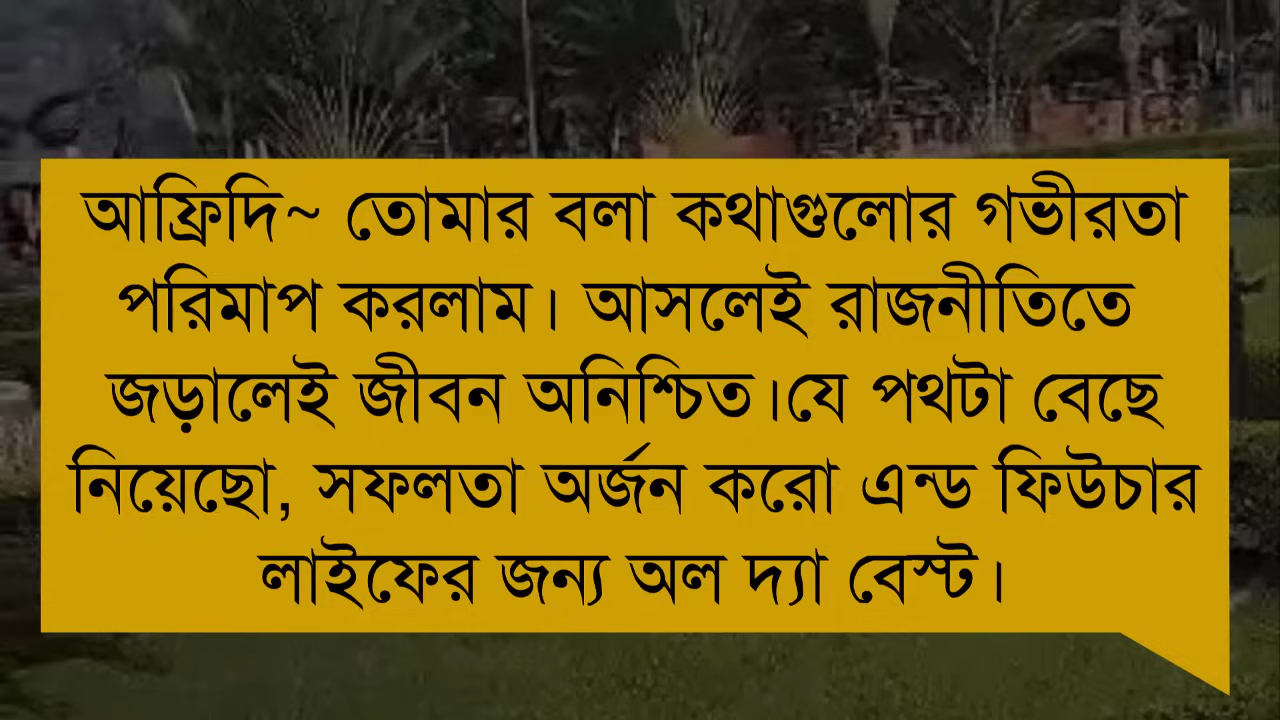 আফ্রিদি~ তোমার বলা কথাগুলোর গভীরতা
পরিমাপ করলাম। আসলেই রাজনীতিতে
জড়ালেই জীবন অনিশ্চিত।যে পথটা বেছে
নিয়েছো, সফলতা অর্জন করো এন্ড ফিউচার
লাইফের জন্য অল দ্যা বেস্ট।